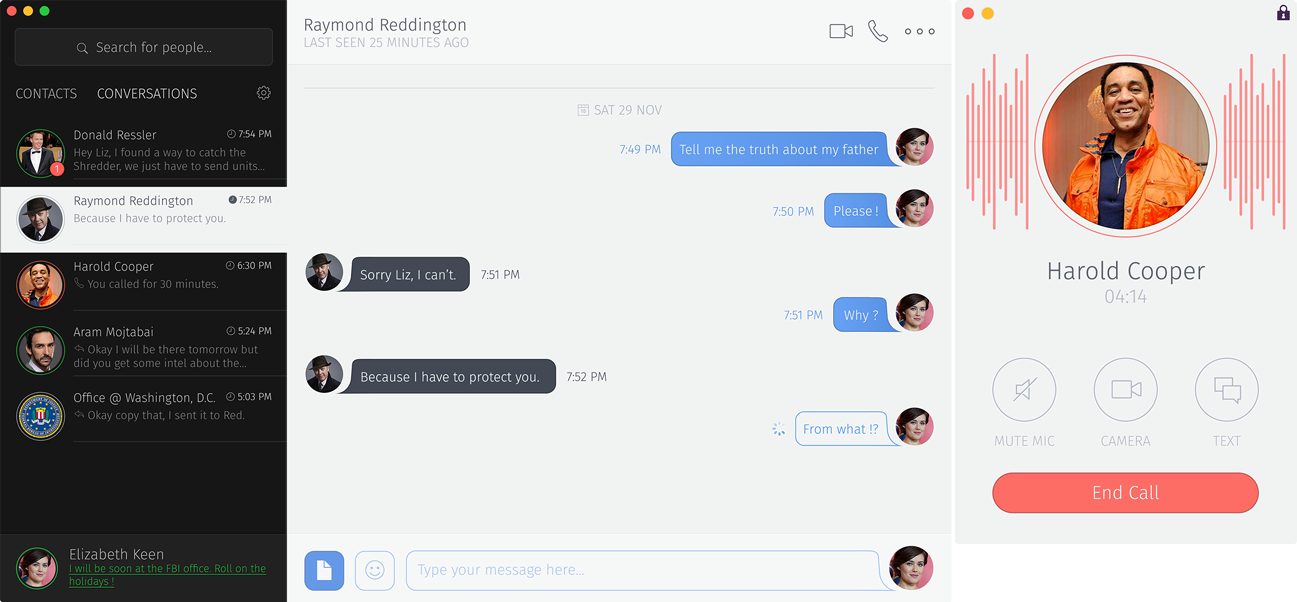 Search for people...
CONTACTS CONVERSATIONS
Donald Ressler 7:54 PM
Hey Liz, I found a way to catch the
Shredder, we just have to send units...
1
Raymond Reddington 7:52 PM
Because I have to protect you.
Harold Cooper 6:30 PM
You called for 30 minutes.
Aram Mojtabai 5:24 PM
Okay I will be there tomorrow but
did you get some intel about the...
Office @ Washington, D.C. 5:03 PM
Okay copy that, I sent it to Red.
Elizabeth Keen
I will be soon at the FBI office. Roll on the
holidays !
Raymond Reddington
LAST SEEN 25 MINUTES AGO
SAT 29 NOV
7:49 PM Tell me the truth about my father
7:50 PM Please !
Sorry Liz, I can't. 7:51 PM
7:51 PM Why ?
Because I have to protect you. 7:52 PM
From what !?
Type your message here...
Harold Cooper
04:14
MUTE MIC CAMERA TEXT
End Call